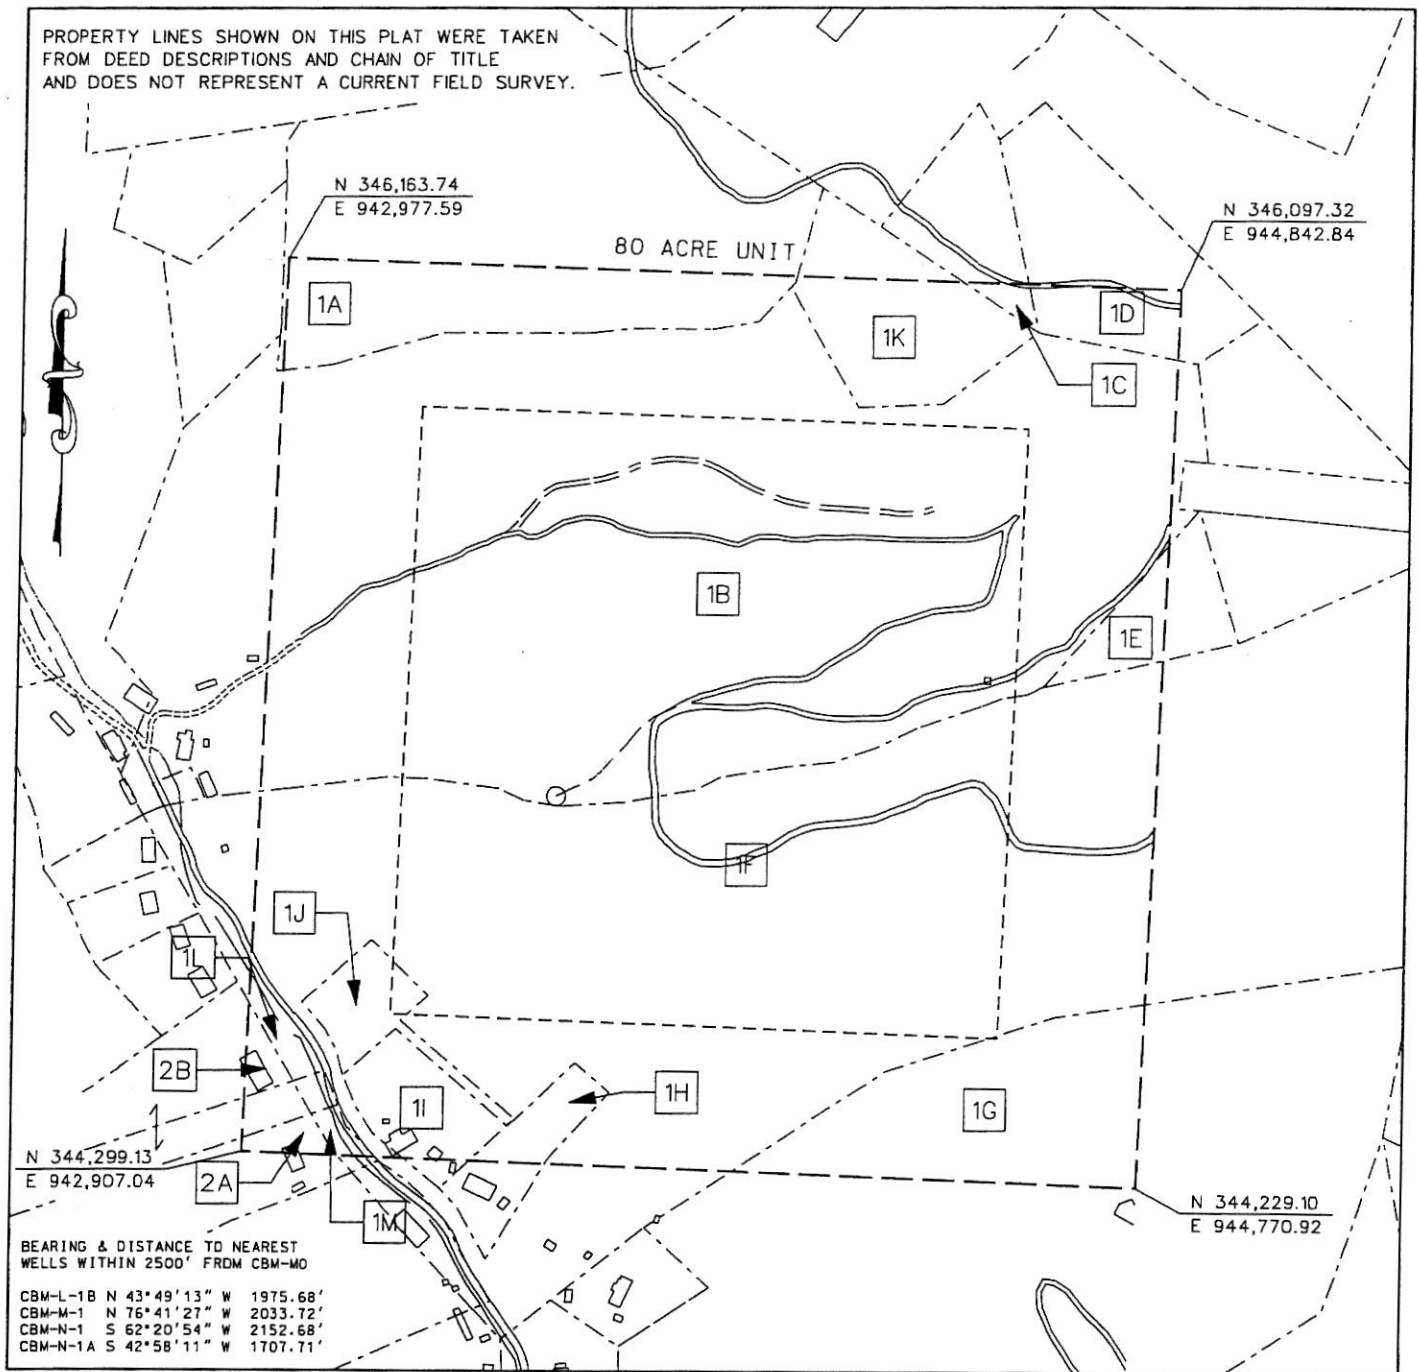 PROPERTY LINES SHOWN ON THIS PLAT WERE TAKEN
FROM DEED DESCRIPTIONS AND CHAIN OF TITLE
AND DOES NOT REPRESENT A CURRENT FIELD SURVEY.
N 346,163.74
E 942,977.59
N 346,097.32
E 944,842.84
80 ACRE UNIT
1A
1D
1K
1C
1B
1E
1F
1J
1L
2B
1I
1H
1G
N 344,299.13
E 942,907.04
2A
1M
N 344,229.10
E 944,770.92
BEARING & DISTANCE TO NEAREST
WELLS WITHIN 2500' FROM CBM-MO
CBM-L-1B N 43°49'13" W 1975.68'
CBM-M-1 N 76°41'27" W 2033.72'
CBM-N-1 S 62°20'54" W 2152.68'
CBM-N-1A S 42°58'11" W 1707.71'